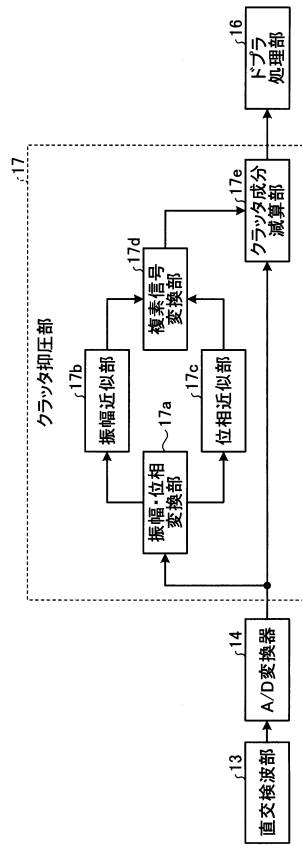 直交検波部
13
A/D変換器
14
クラッタ抑圧部
17
振幅・位相
変換部
17a
振幅近似部
17b
位相近似部
17c
複素信号
変換部
17d
クラッタ成分
減算部
17e
ドプラ
処理部
16